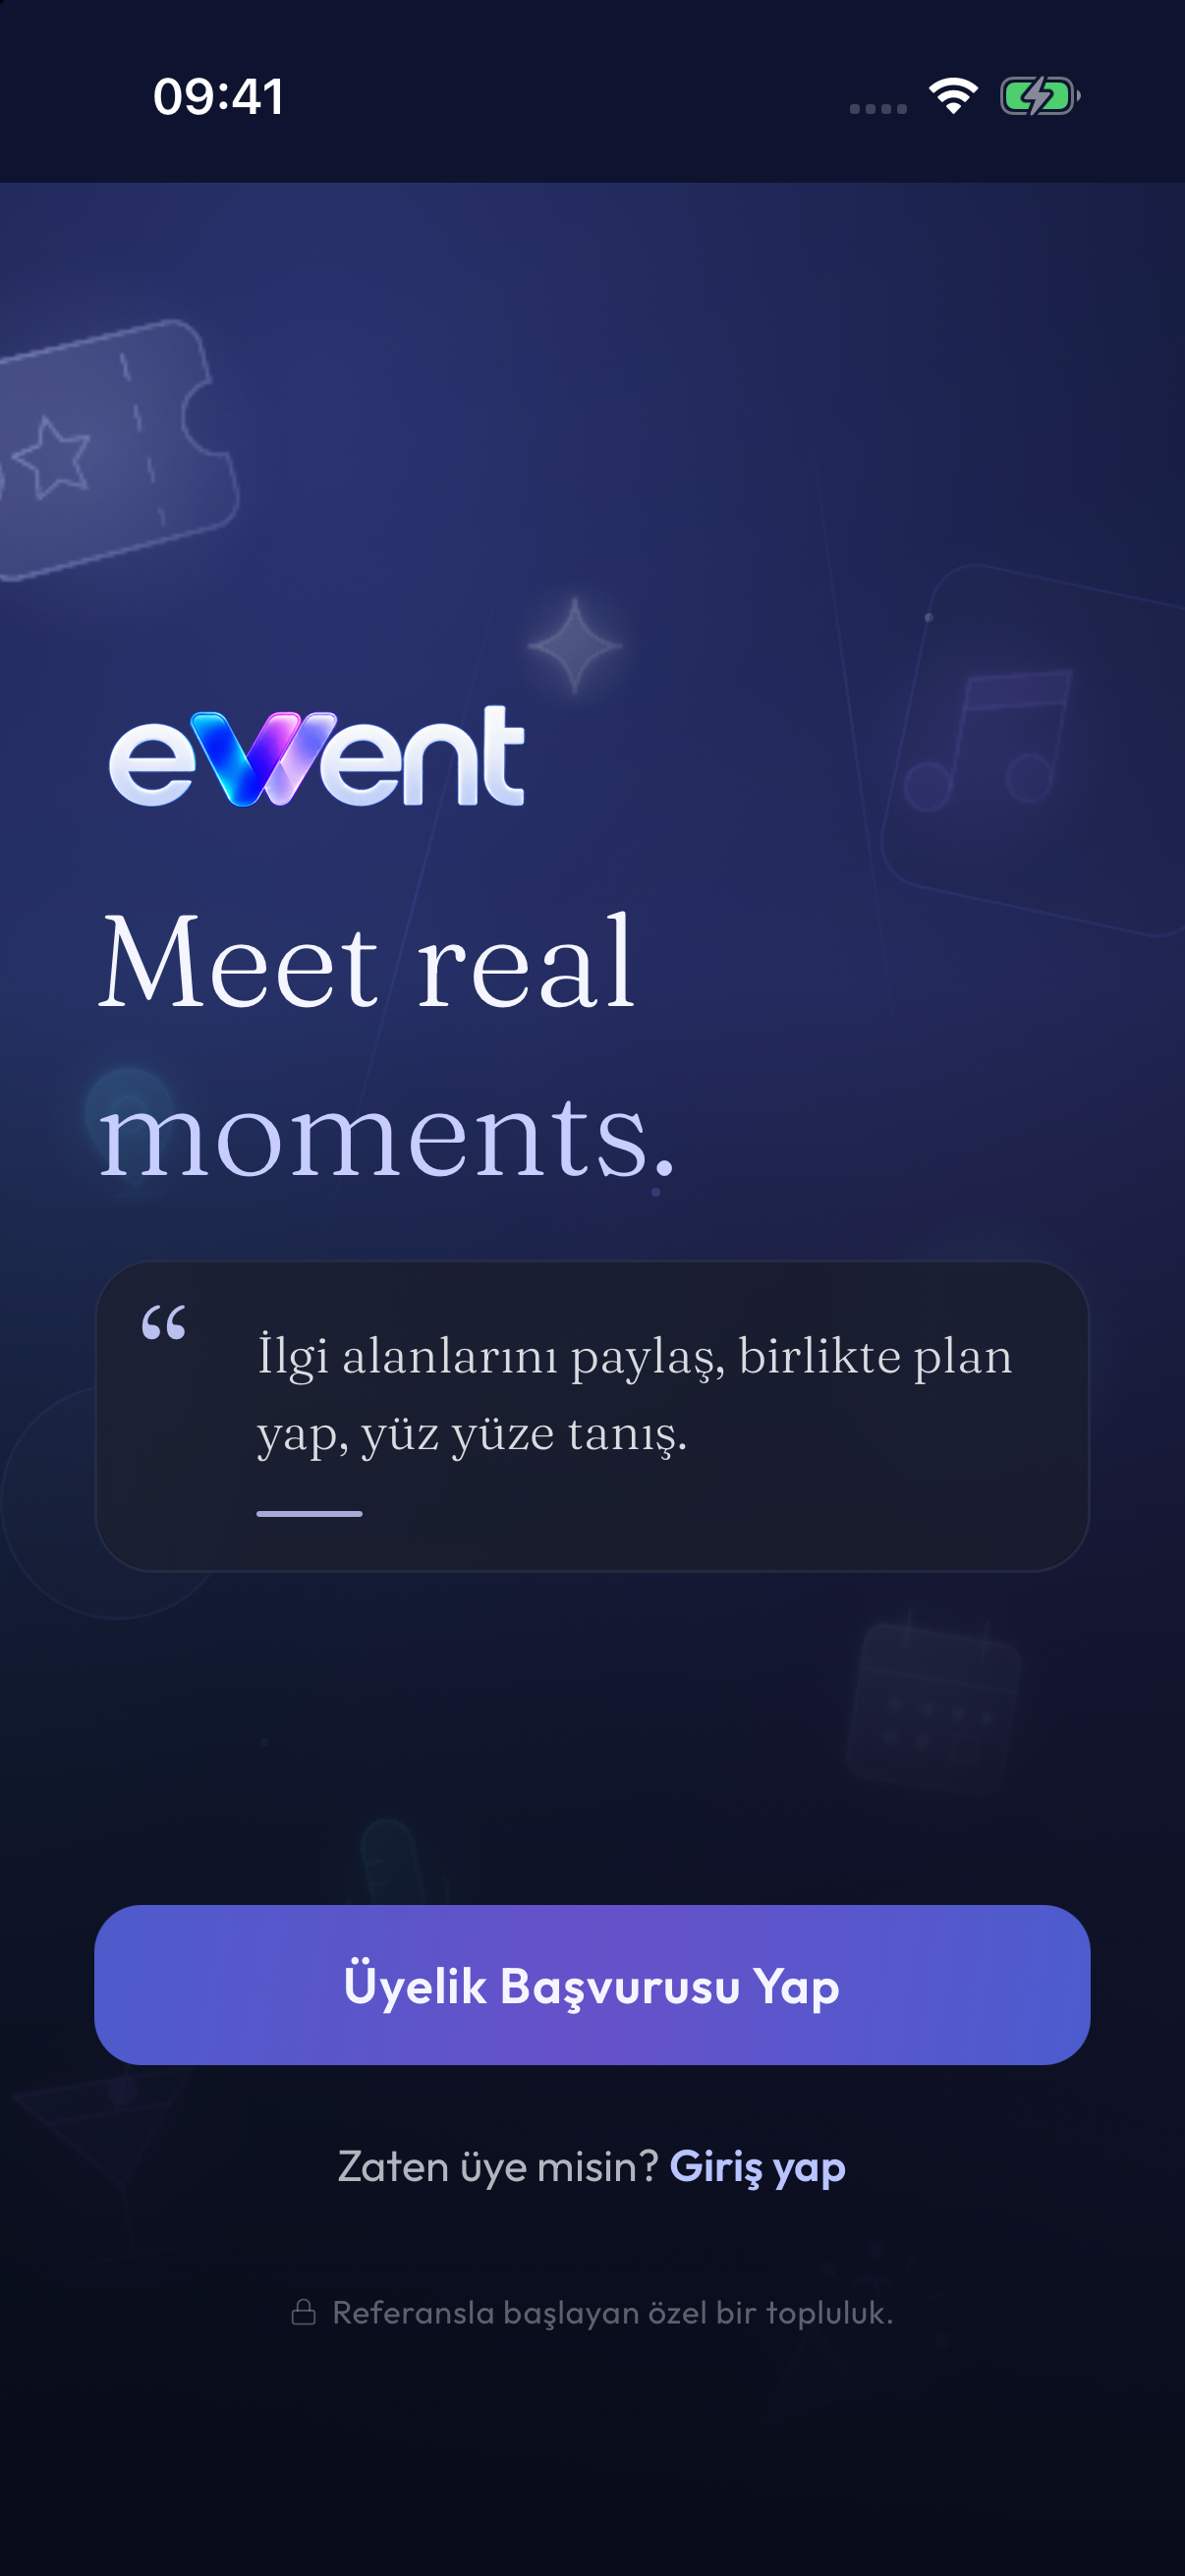 09:41
evvent
Meet real
moments.
“ İlgi alanlarını paylaş, birlikte plan
yap, yüz yüze tanış.
Üyelik Başvurusu Yap
Zaten üye misin? Giriş yap
Referansla başlayan özel bir topluluk.